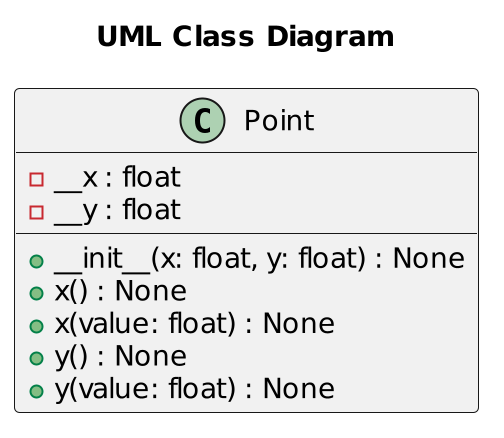 UML Class Diagram
C Point
__x : float
__y : float
__init__(x: float, y: float) : None
x() : None
x(value: float) : None
y() : None
y(value: float) : None